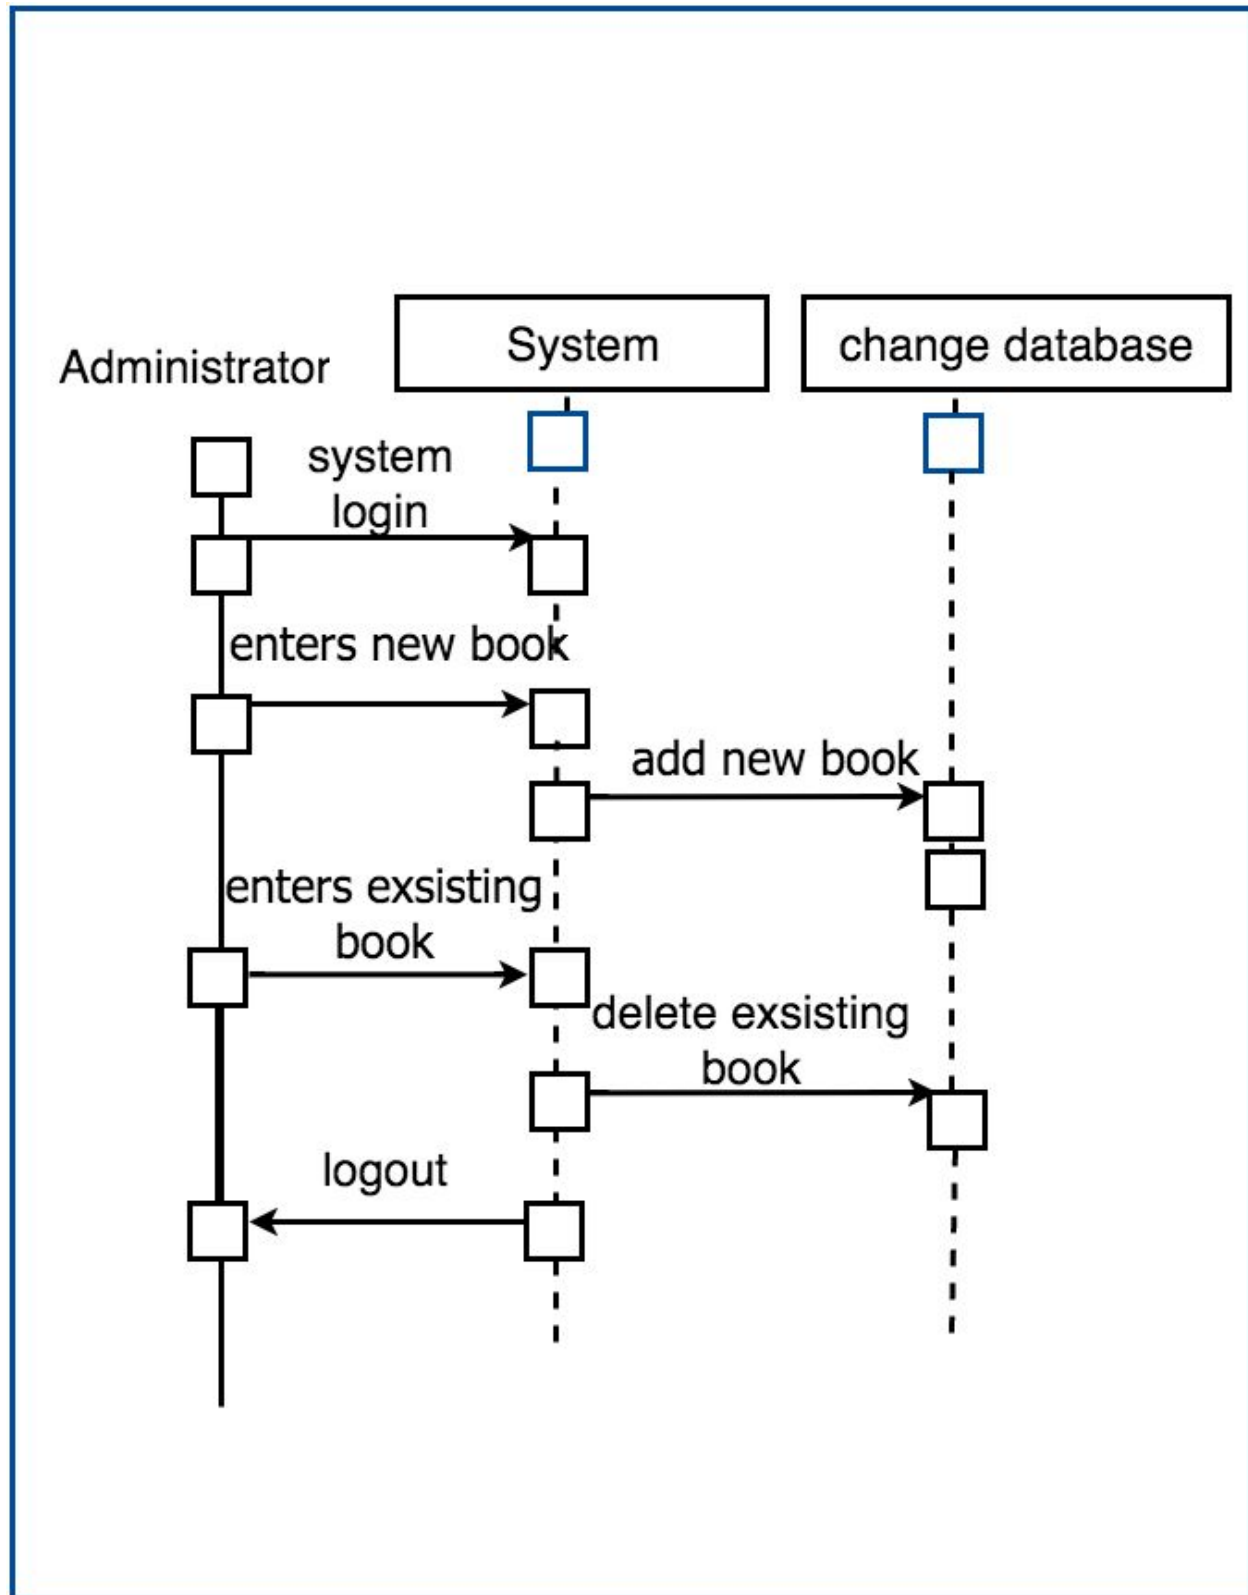 Administrator
System
change database
system
login
enters new book
add new book
enters exsisting
book
delete exsisting
book
logout